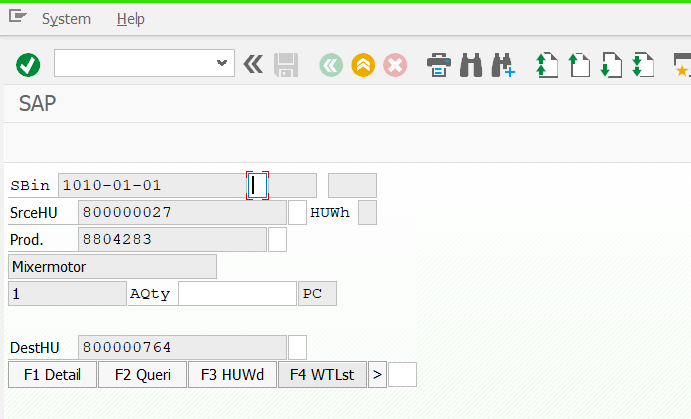 System Help
SAP
SBin 1010-01-01
SrceHU 800000027 HUWh
Prod. 8804283
Mixermotor
1 AQty PC
DestHU 800000764
F1 Detail F2 Queri F3 HUWd F4 WTLst >